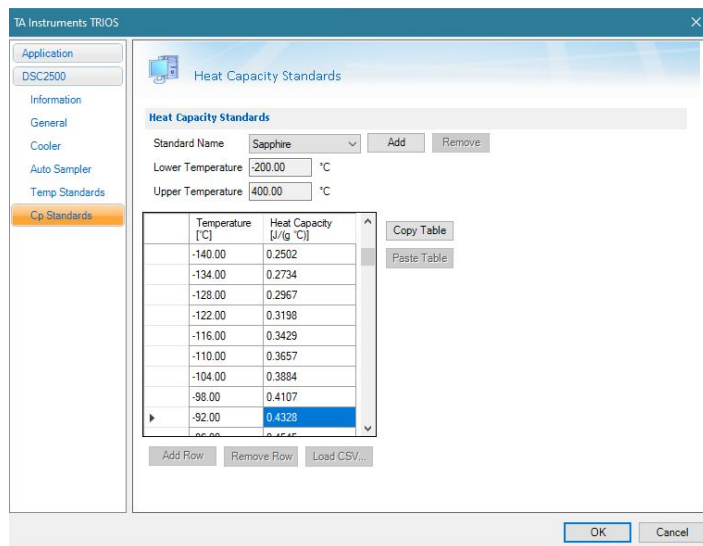 TA Instruments TRIOS
Application
DSC2500
Information
General
Cooler
Auto Sampler
Temp Standards
Cp Standards
Heat Capacity Standards
Heat Capacity Standards
Standard Name Sapphire Add Remove
Lower Temperature -200.00 °C
Upper Temperature 400.00 °C
Temperature Heat Capacity
[°C] [J/(g °C)]
Copy Table
Paste Table
-140.00 0.2502
-134.00 0.2734
-128.00 0.2967
-122.00 0.3198
-116.00 0.3429
-110.00 0.3657
-104.00 0.3884
-98.00 0.4107
-92.00 0.4328
Add Row Remove Row Load CSV...
OK Cancel